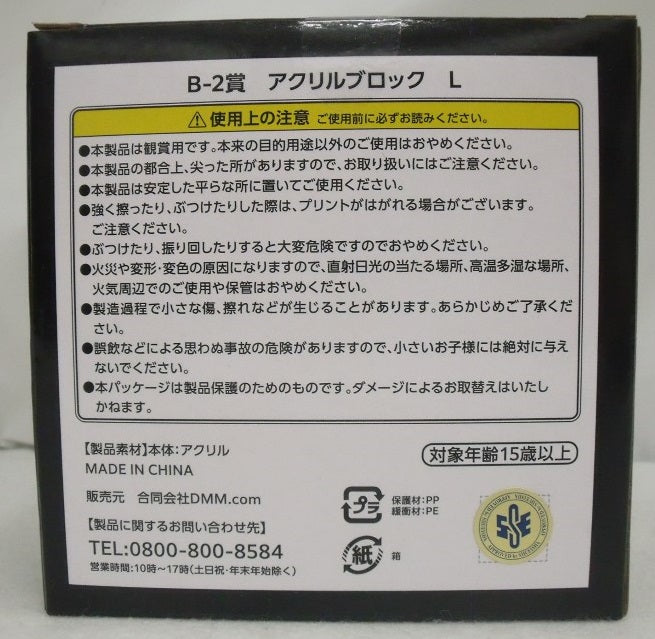 B-2賞 アクリルブロック L
⚠使用上の注意 ご使用前に必ずお読みください。
●本製品は観賞用です。本来の目的用途以外のご使用はおやめください。
●本製品の都合上、尖った所がありますので、お取り扱いにはご注意ください。
●本製品は安定した平らな所に置いてご使用ください。
●強く擦ったり、ぶつけたりした際は、プリントがはがれる場合がございます。
ご注意ください。
●ぶつけたり、振り回したりすると大変危険ですのでおやめください。
●火災や変形・変色の原因になりますので、直射日光の当たる場所、高温多湿な場所、
火気周辺でのご使用や保管はおやめください。
●製造過程で小さな傷、擦れなどが生じることがあります。あらかじめご了承くだ
さい。
●誤飲などによる思わぬ事故の危険がありますので、小さいお子様には絶対に与え
ないでください。
●本パッケージは製品保護のためのものです。ダメージによるお取替えはいたし
かねます。
【製品素材】本体:アクリル
対象年齢15歳以上
MADE IN CHINA
販売元 合同会社DMM.com
【製品に関するお問い合わせ先】
TEL:0800-800-8584
営業時間:10時〜17時(土日祝・年末年始除く)
プラ
保護材:PP
緩衝材:PE
紙
箱